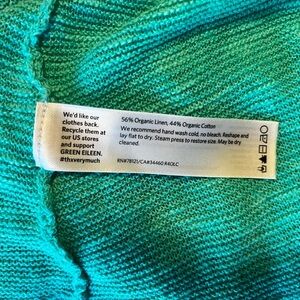 We'd like our
clothes back.
Recycle them at
our US stores
and support
GREEN EILEEN.
#thxverymuch
56% Organic Linen, 44% Organic Cotton
We recommend hand wash cold, no bleach. Reshape and
lay flat to dry. Steam press to restore size. May be dry
cleaned.
RN#78121/CA#34460 R4OLC